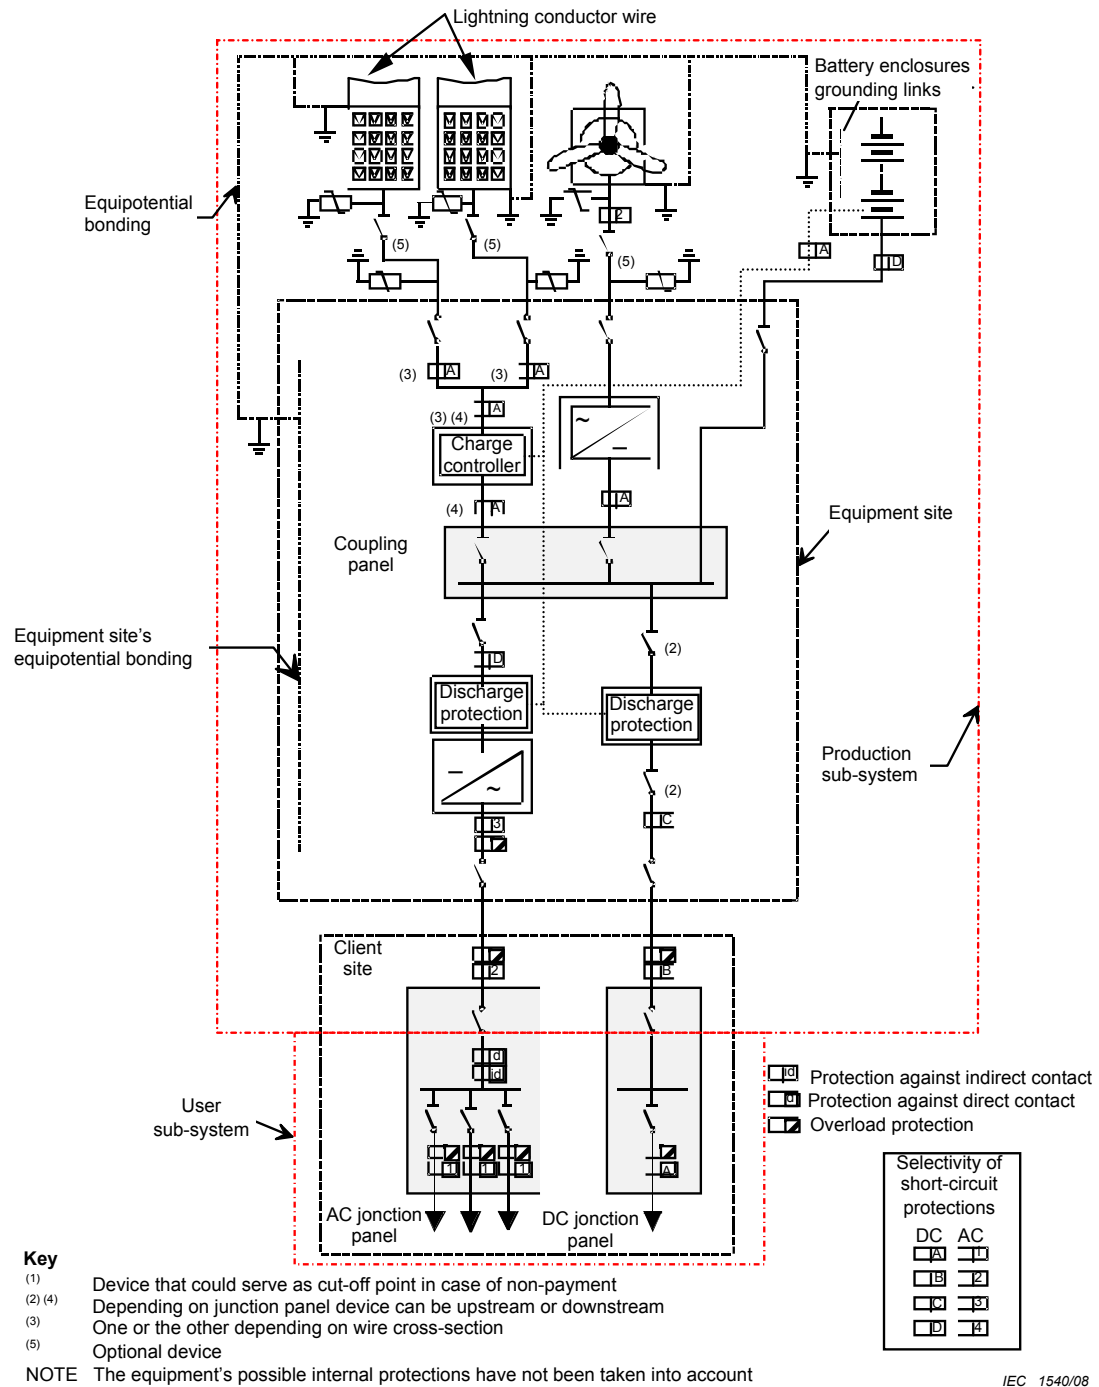 Lightning conductor wire
Battery enclosures
grounding links
Equipotential
bonding
2
(5)
(5)
(5)
A
D
(3)
A
(3)
A
(3) (4)
A
Charge
controller
~
–
(4)
A
A
Equipment site
Coupling
panel
Equipment site's
equipotential bonding
(2)
D
Discharge
protection
Discharge
protection
Production
sub-system
–
~
(2)
3
C
Client
site
2
B
d
id
id
Protection against indirect contact
d
Protection against direct contact
Overload protection
User
sub-system
1
1
1
A
AC jonction
panel
DC jonction
panel
Selectivity of
short-circuit
protections
DC AC
A 1
B 2
C 3
D 4
Key
(1) Device that could serve as cut-off point in case of non-payment
(2) (4) Depending on junction panel device can be upstream or downstream
(3) One or the other depending on wire cross-section
(5) Optional device
NOTE The equipment's possible internal protections have not been taken into account
IEC 1540/08